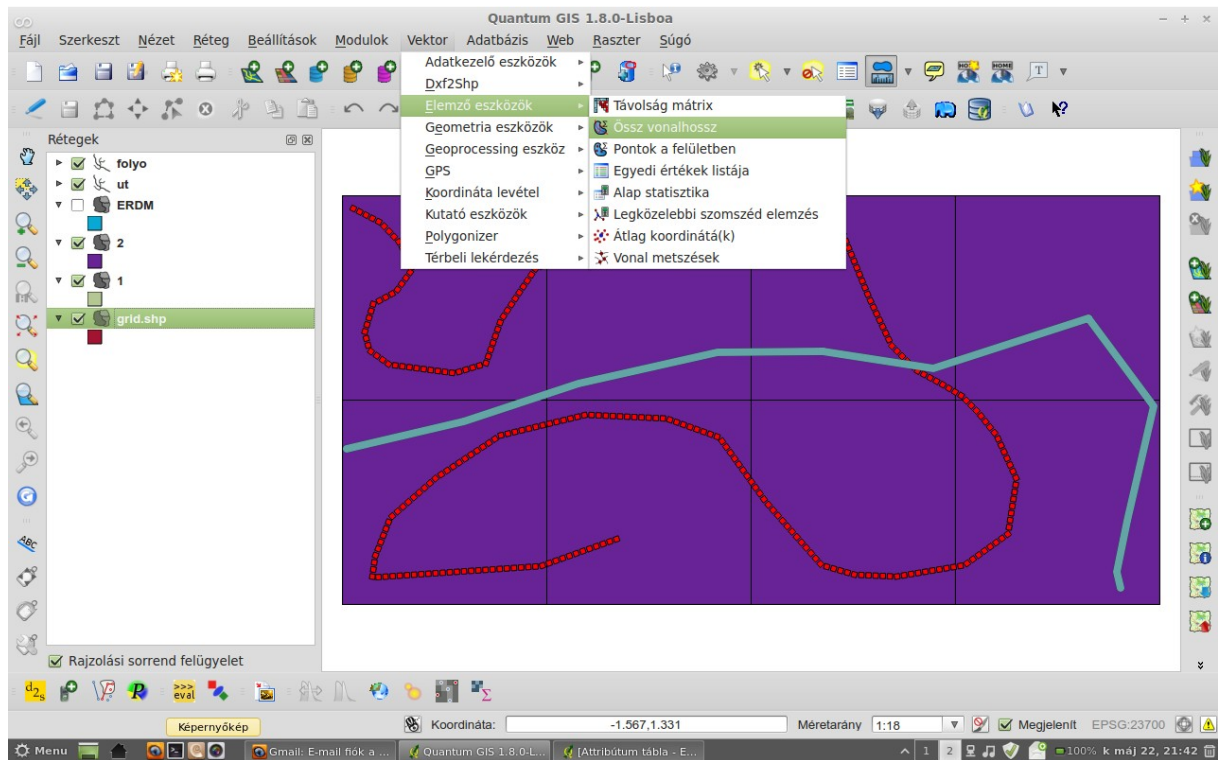 Quantum GIS 1.8.0-Lisboa
Fájl Szerkeszt Nézet Réteg Beállítások Modulok Vektor Adatbázis Web Raszter Súgó
Adatkezelő eszközök
Dxf2Shp
Elemző eszközök
Geometria eszközök
Geoprocessing eszköz
GPS
Koordináta levétel
Kutató eszközök
Polygonizer
Térbeli lekérdezés
Távolság mátrix
Össz vonalhossz
Pontok a felületben
Egyedi értékek listája
Alap statisztika
Legközelebbi szomszéd elemzés
Átlag koordinátá(k)
Vonal metszések
Rétegek
folyo
ut
ERDM
2
1
grid.shp
Rajzolási sorrend felügyelet
Képernyőkép
Koordináta: -1.567,1.331 Méretarány 1:18 Megjelenít EPSG:23700
Menu Gmail: E-mail fiók a ... Quantum GIS 1.8.0-L... [Attribútum tábla - E... 1 2 100% k máj 22, 21:42